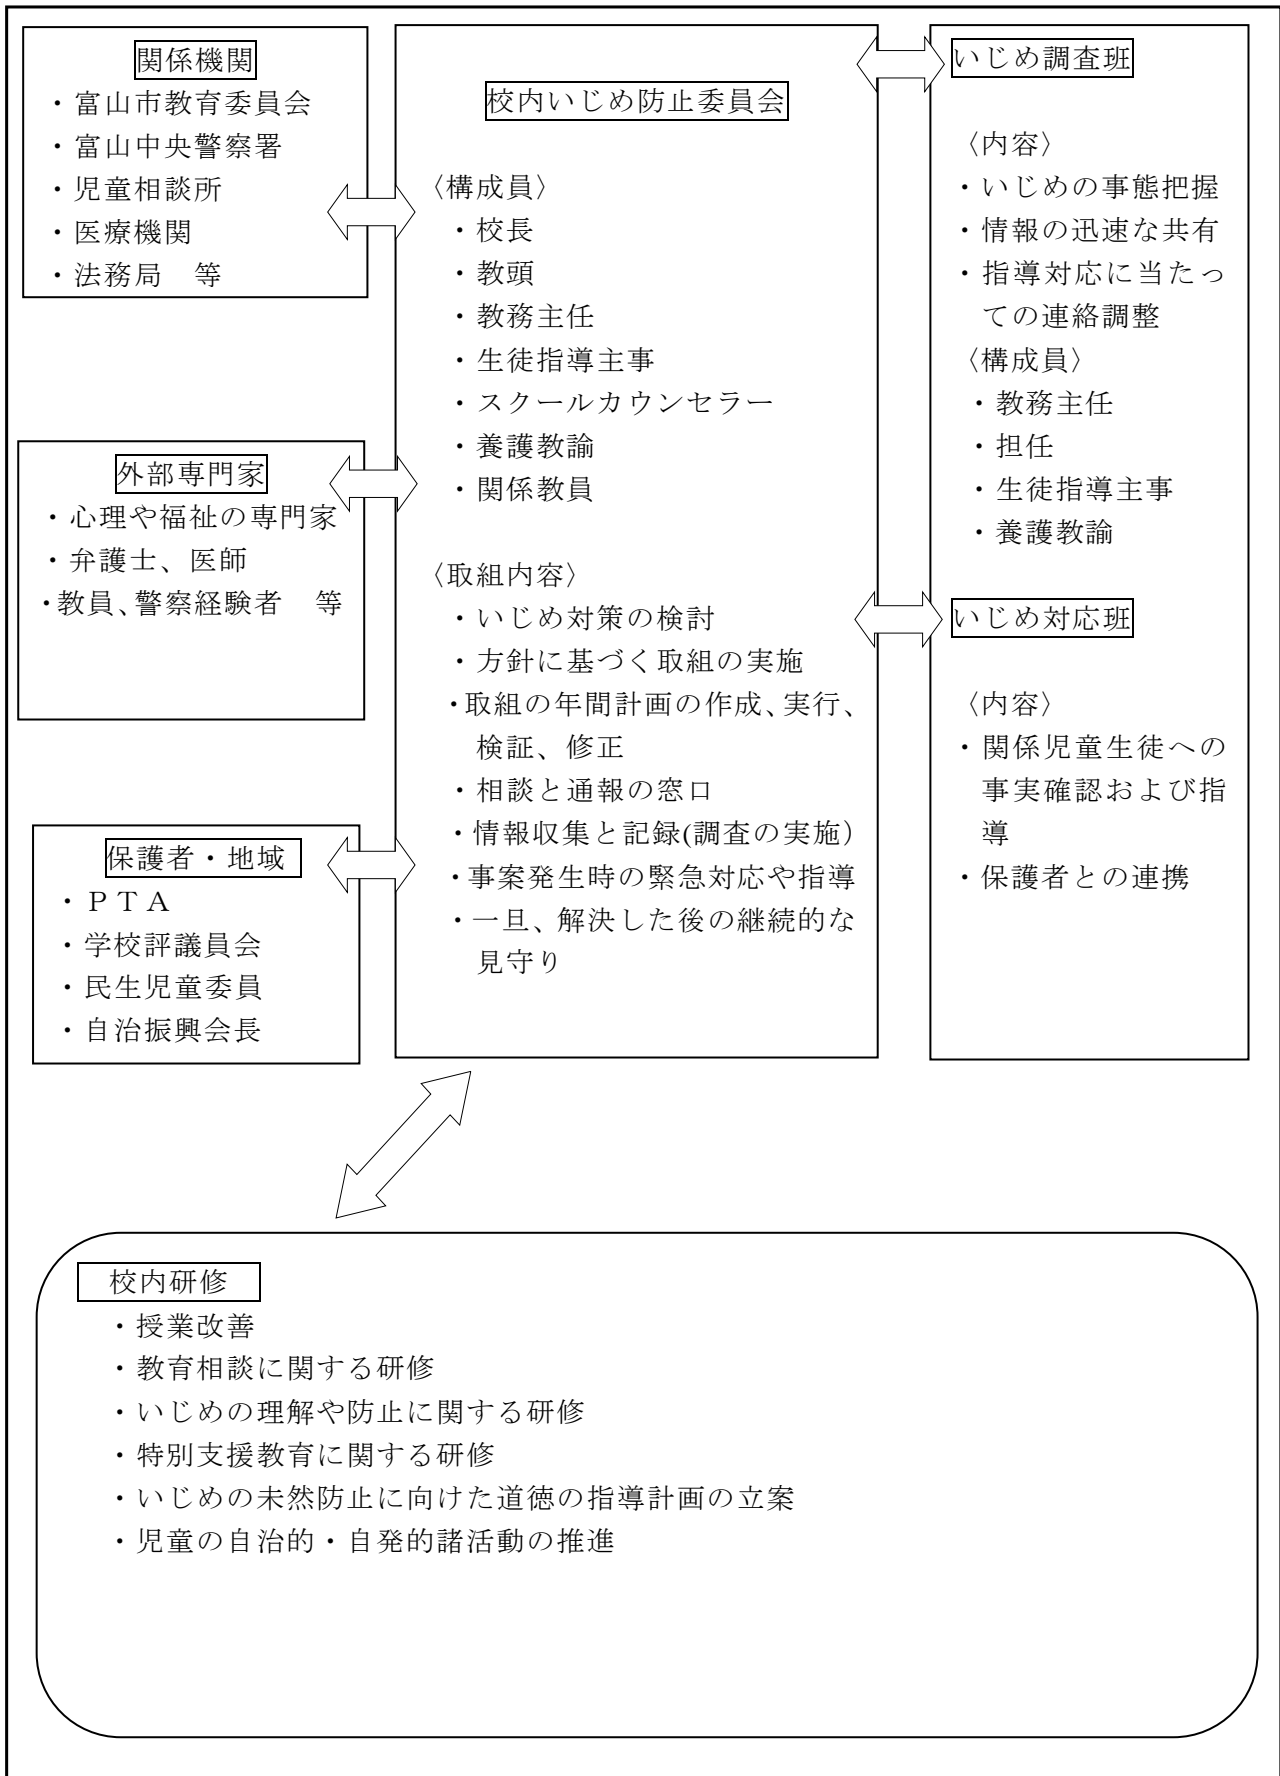 関係機関
・富山市教育委員会
・富山中央警察署
・児童相談所
・医療機関
・法務局　等
外部専門家
・心理や福祉の専門家
・弁護士、医師
・教員、警察経験者　等
保護者・地域
・ＰＴＡ
・学校評議員会
・民生児童委員
・自治振興会長
校内いじめ防止委員会
〈構成員〉
・校長
・教頭
・教務主任
・生徒指導主事
・スクールカウンセラー
・養護教諭
・関係教員
〈取組内容〉
・いじめ対策の検討
・方針に基づく取組の実施
・取組の年間計画の作成、実行、
検証、修正
・相談と通報の窓口
・情報収集と記録(調査の実施）
・事案発生時の緊急対応や指導
・一旦、解決した後の継続的な
見守り
いじめ調査班
〈内容〉
・いじめの事態把握
・情報の迅速な共有
・指導対応に当たっ
ての連絡調整
〈構成員〉
・教務主任
・担任
・生徒指導主事
・養護教諭
いじめ対応班
〈内容〉
・関係児童生徒への
事実確認および指
導
・保護者との連携
校内研修
・授業改善
・教育相談に関する研修
・いじめの理解や防止に関する研修
・特別支援教育に関する研修
・いじめの未然防止に向けた道徳の指導計画の立案
・児童の自治的・自発的諸活動の推進